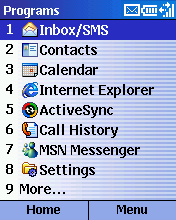 Programs
1 Inbox/SMS
2 Contacts
3 Calendar
4 Internet Explorer
5 ActiveSync
6 Call History
7 MSN Messenger
8 Settings
9 More...
Home Menu